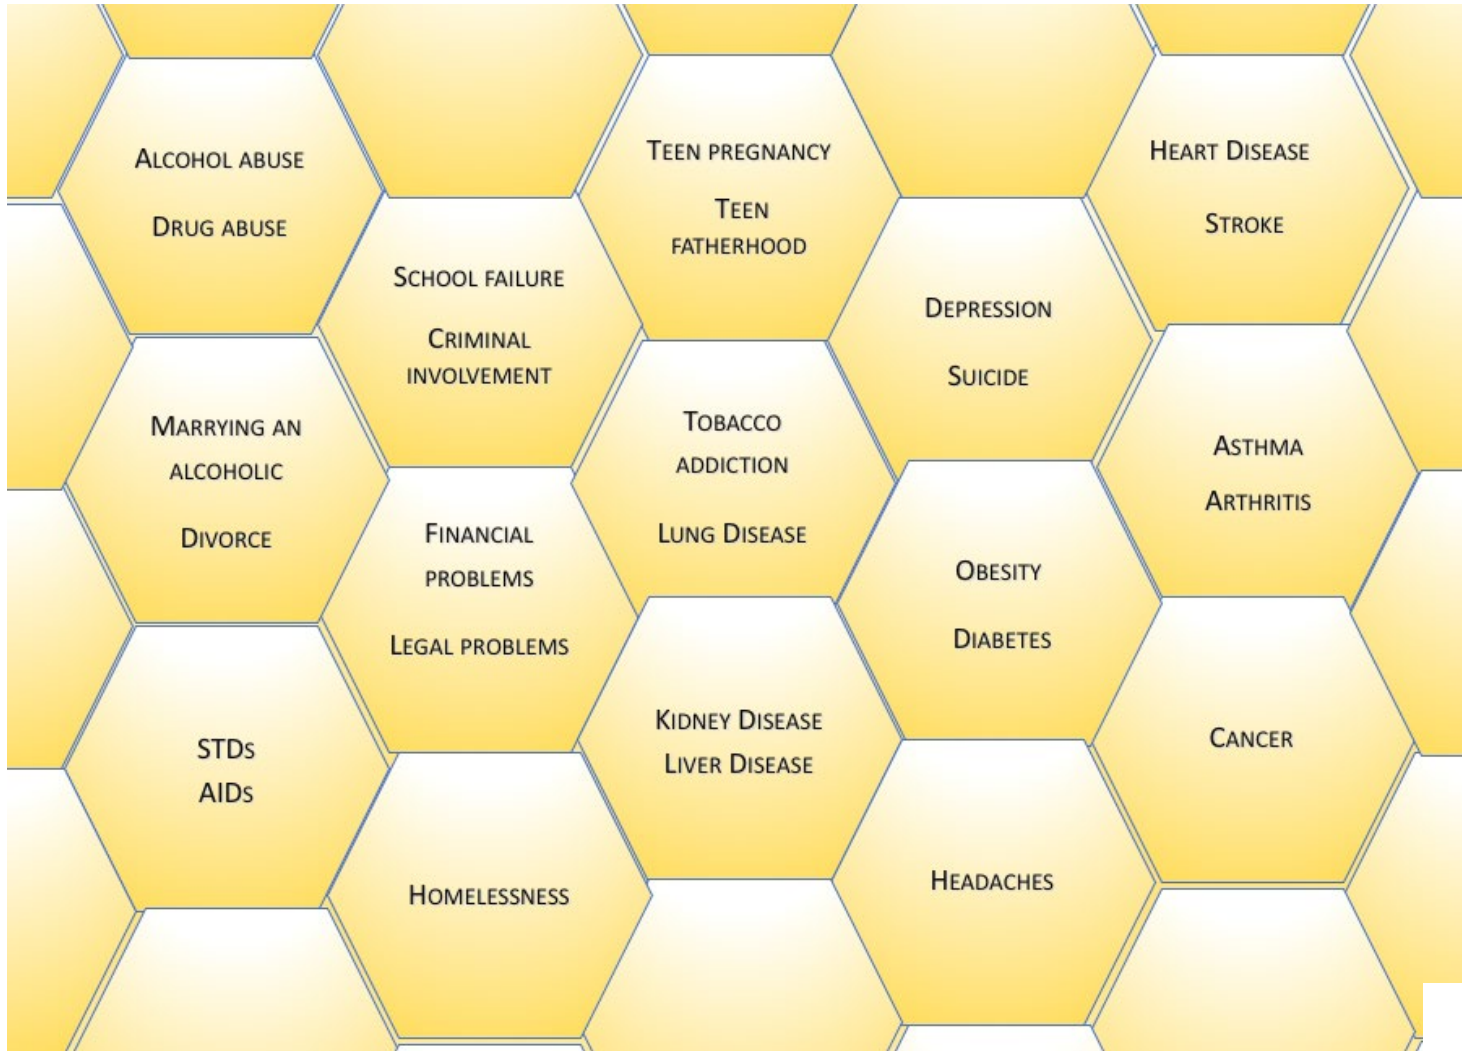 Alcohol abuse
Drug abuse
School failure
Criminal
involvement
Teen pregnancy
Teen
fatherhood
Depression
Suicide
Heart Disease
Stroke
Marrying an
alcoholic
Divorce
Financial
problems
Legal problems
Tobacco
addiction
Lung Disease
Obesity
Diabetes
Asthma
Arthritis
STDs
AIDs
Homelessness
Kidney Disease
Liver Disease
Headaches
Cancer